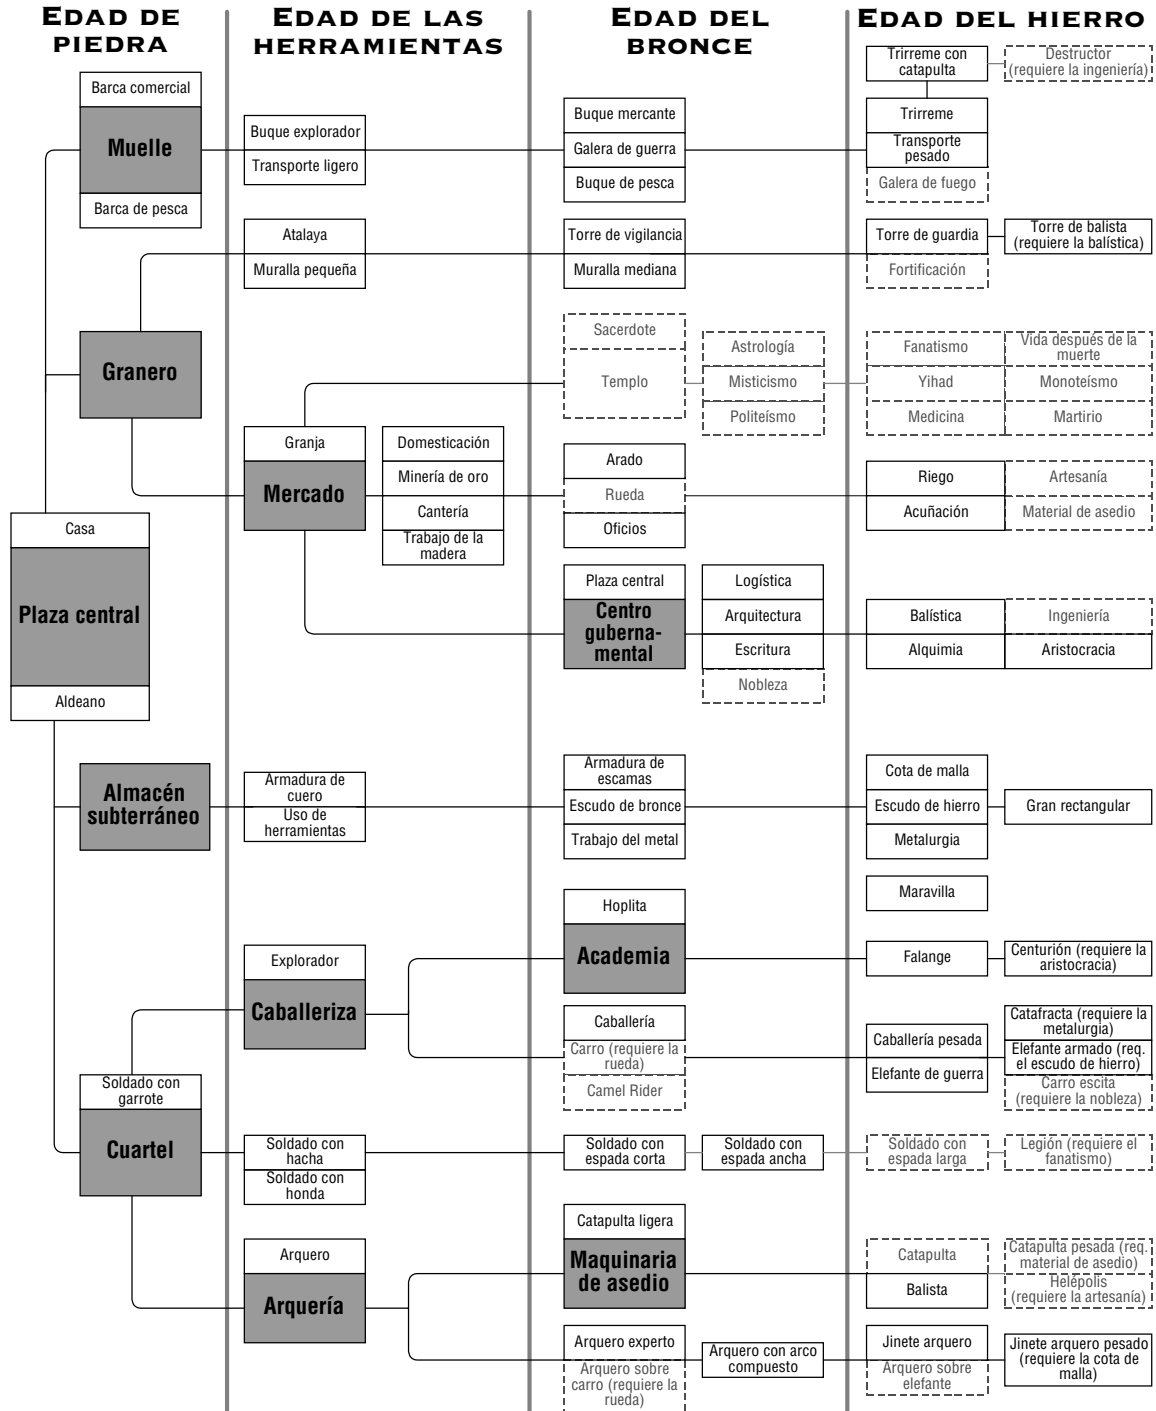 EDAD DE
PIEDRA
EDAD DE LAS
HERRAMIENTAS
EDAD DEL
BRONCE
EDAD DEL HIERRO
Trirreme con
catapulta
Destructor
(requiere la ingeniería)
Barca comercial
Muelle
Barca de pesca
Buque explorador
Transporte ligero
Buque mercante
Galera de guerra
Buque de pesca
Trirreme
Transporte
pesado
Galera de fuego
Atalaya
Muralla pequeña
Torre de vigilancia
Muralla mediana
Torre de guardia
Fortificación
Torre de balista
(requiere la balística)
Granero
Sacerdote
Templo
Astrología
Misticismo
Politeísmo
Fanatismo
Vida después de la
muerte
Yihad
Monoteísmo
Medicina
Martirio
Granja
Mercado
Domesticación
Minería de oro
Cantería
Trabajo de la
madera
Arado
Rueda
Oficios
Riego
Artesanía
Acuñación
Material de asedio
Casa
Plaza central
Aldeano
Plaza central
Centro
guberna-
mental
Logística
Arquitectura
Escritura
Nobleza
Balística
Ingeniería
Alquimia
Aristocracia
Almacén
subterráneo
Armadura de
cuero
Uso de
herramientas
Armadura de
escamas
Escudo de bronce
Trabajo del metal
Cota de malla
Escudo de hierro
Metalurgia
Gran rectangular
Maravilla
Explorador
Caballeriza
Hoplita
Academia
Falange
Centurión (requiere la
aristocracia)
Caballería
Carro (requiere la
rueda)
Camel Rider
Caballería pesada
Elefante de guerra
Catafracta (requiere la
metalurgia)
Elefante armado (req.
el escudo de hierro)
Carro escita
(requiere la nobleza)
Soldado con
garrote
Cuartel
Soldado con
hacha
Soldado con
honda
Soldado con
espada corta
Soldado con
espada ancha
Soldado con
espada larga
Legión (requiere el
fanatismo)
Arquero
Arquería
Catapulta ligera
Maquinaria
de asedio
Catapulta
Balista
Catapulta pesada (req.
material de asedio)
Helépolis
(requiere la artesanía)
Arquero experto
Arquero sobre
carro (requiere la
rueda)
Arquero con arco
compuesto
Jinete arquero
Arquero sobre
elefante
Jinete arquero pesado
(requiere la cota de
malla)